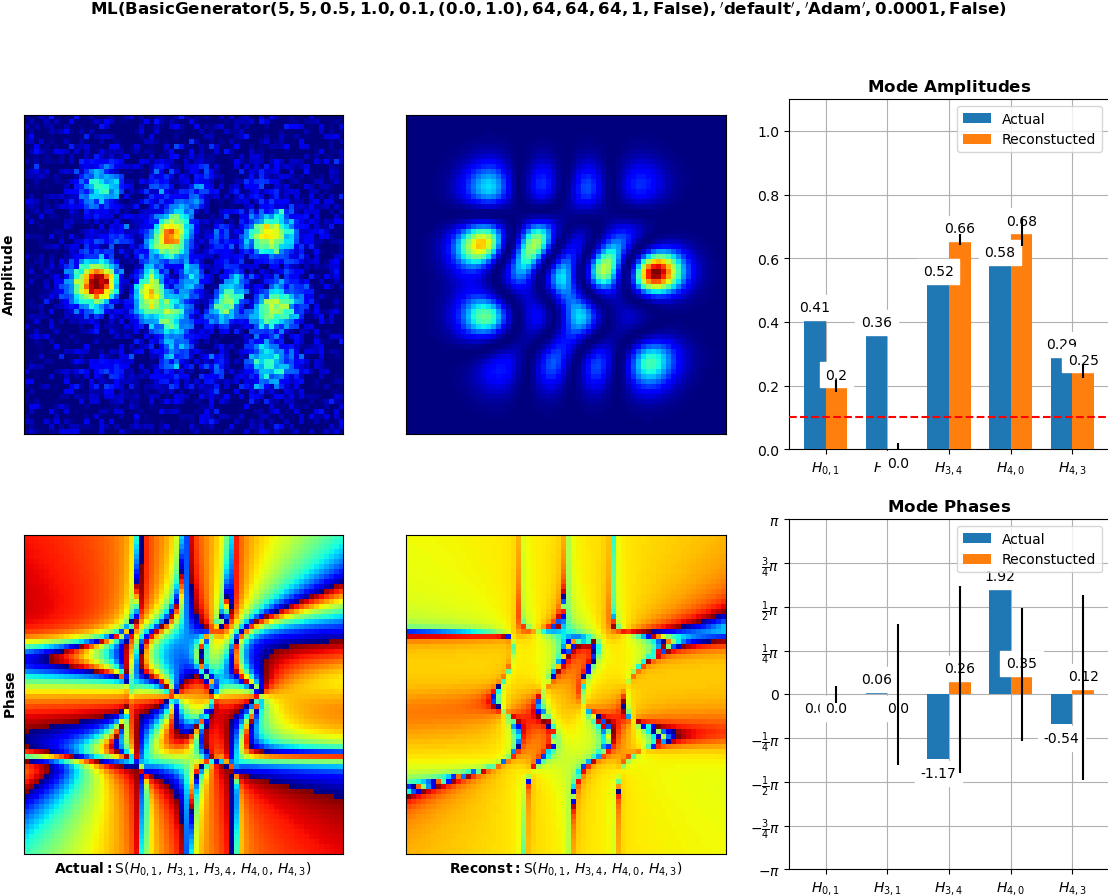 ML(BasicGenerator(5, 5, 0.5, 1.0, 0.1, (0.0, 1.0), 64, 64, 64, 1, False), ′default′, ′Adam′, 0.0001, False)
Amplitude
Mode Amplitudes
Actual
Reconstucted
1.0
0.8
0.6
0.4
0.2
0.0
0.41
0.2
0.36
0.0
0.52
0.66
0.58
0.68
0.29
0.25
H0,1
H3,4
H4,0
H4,3
Phase
Actual: S(H0,1, H3,1, H3,4, H4,0, H4,3)
Reconst: S(H0,1, H3,4, H4,0, H4,3)
Mode Phases
Actual
Reconstucted
π
3/4π
1/2π
1/4π
0
−1/4π
−1/2π
−3/4π
−π
0.0
0.06
0.0
-1.17
0.26
1.92
0.35
-0.54
0.12
H0,1
H3,1
H3,4
H4,0
H4,3